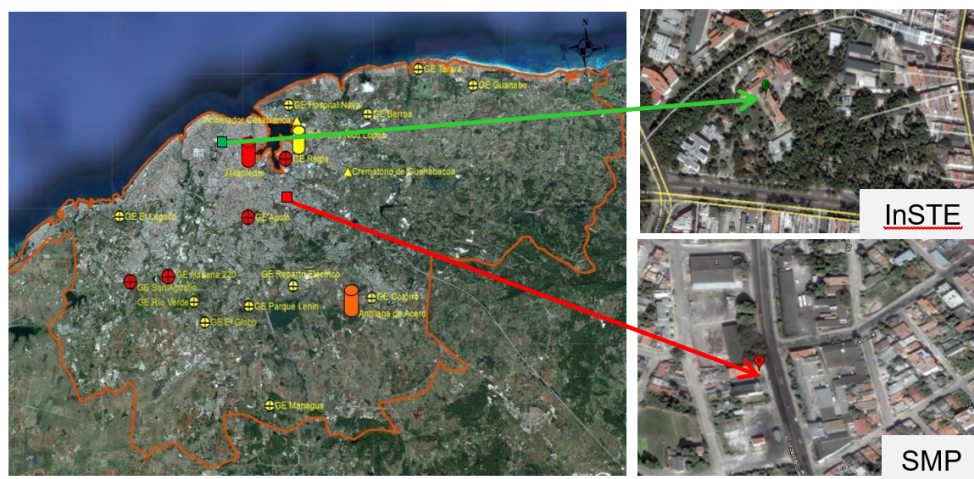 N
E
S
GE Tarará
GE Guanabo
GE Hospital Naval
GE Berroa
Incinerador Casablanca
GE Regla
Tallapiedra
Crematorio de Guanabacoa
GE El Lagüito
GE Apolo
GE Habana 220
GE San Agustín
GE Reparto Eléctrico
GE Río Verde
GE Parque Lenin
GE Cotorro
Antillana de Acero
GE El Globo
GE Managua
InSTE
SMP